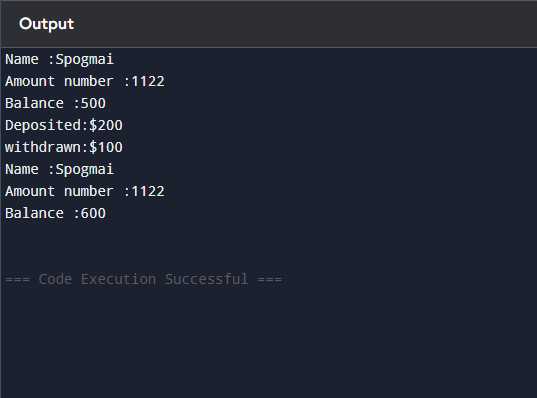 Output
Name :Spogmai
Amount number :1122
Balance :500
Deposited:$200
withdrawn:$100
Name :Spogmai
Amount number :1122
Balance :600
=== Code Execution Successful ===